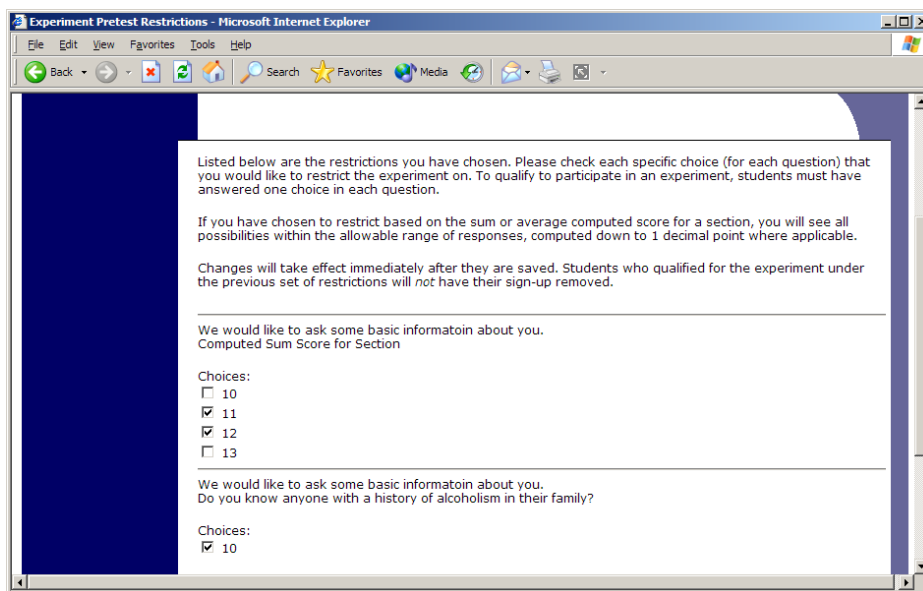 Experiment Pretest Restrictions - Microsoft Internet Explorer
File Edit View Favorites Tools Help
Back Search Favorites Media
Listed below are the restrictions you have chosen. Please check each specific choice (for each question) that
you would like to restrict the experiment on. To qualify to participate in an experiment, students must have
answered one choice in each question.
If you have chosen to restrict based on the sum or average computed score for a section, you will see all
possibilities within the allowable range of responses, computed down to 1 decimal point where applicable.
Changes will take effect immediately after they are saved. Students who qualified for the experiment under
the previous set of restrictions will not have their sign-up removed.
We would like to ask some basic informatoin about you.
Computed Sum Score for Section
Choices:
10
11
12
13
We would like to ask some basic informatoin about you.
Do you know anyone with a history of alcoholism in their family?
Choices:
10